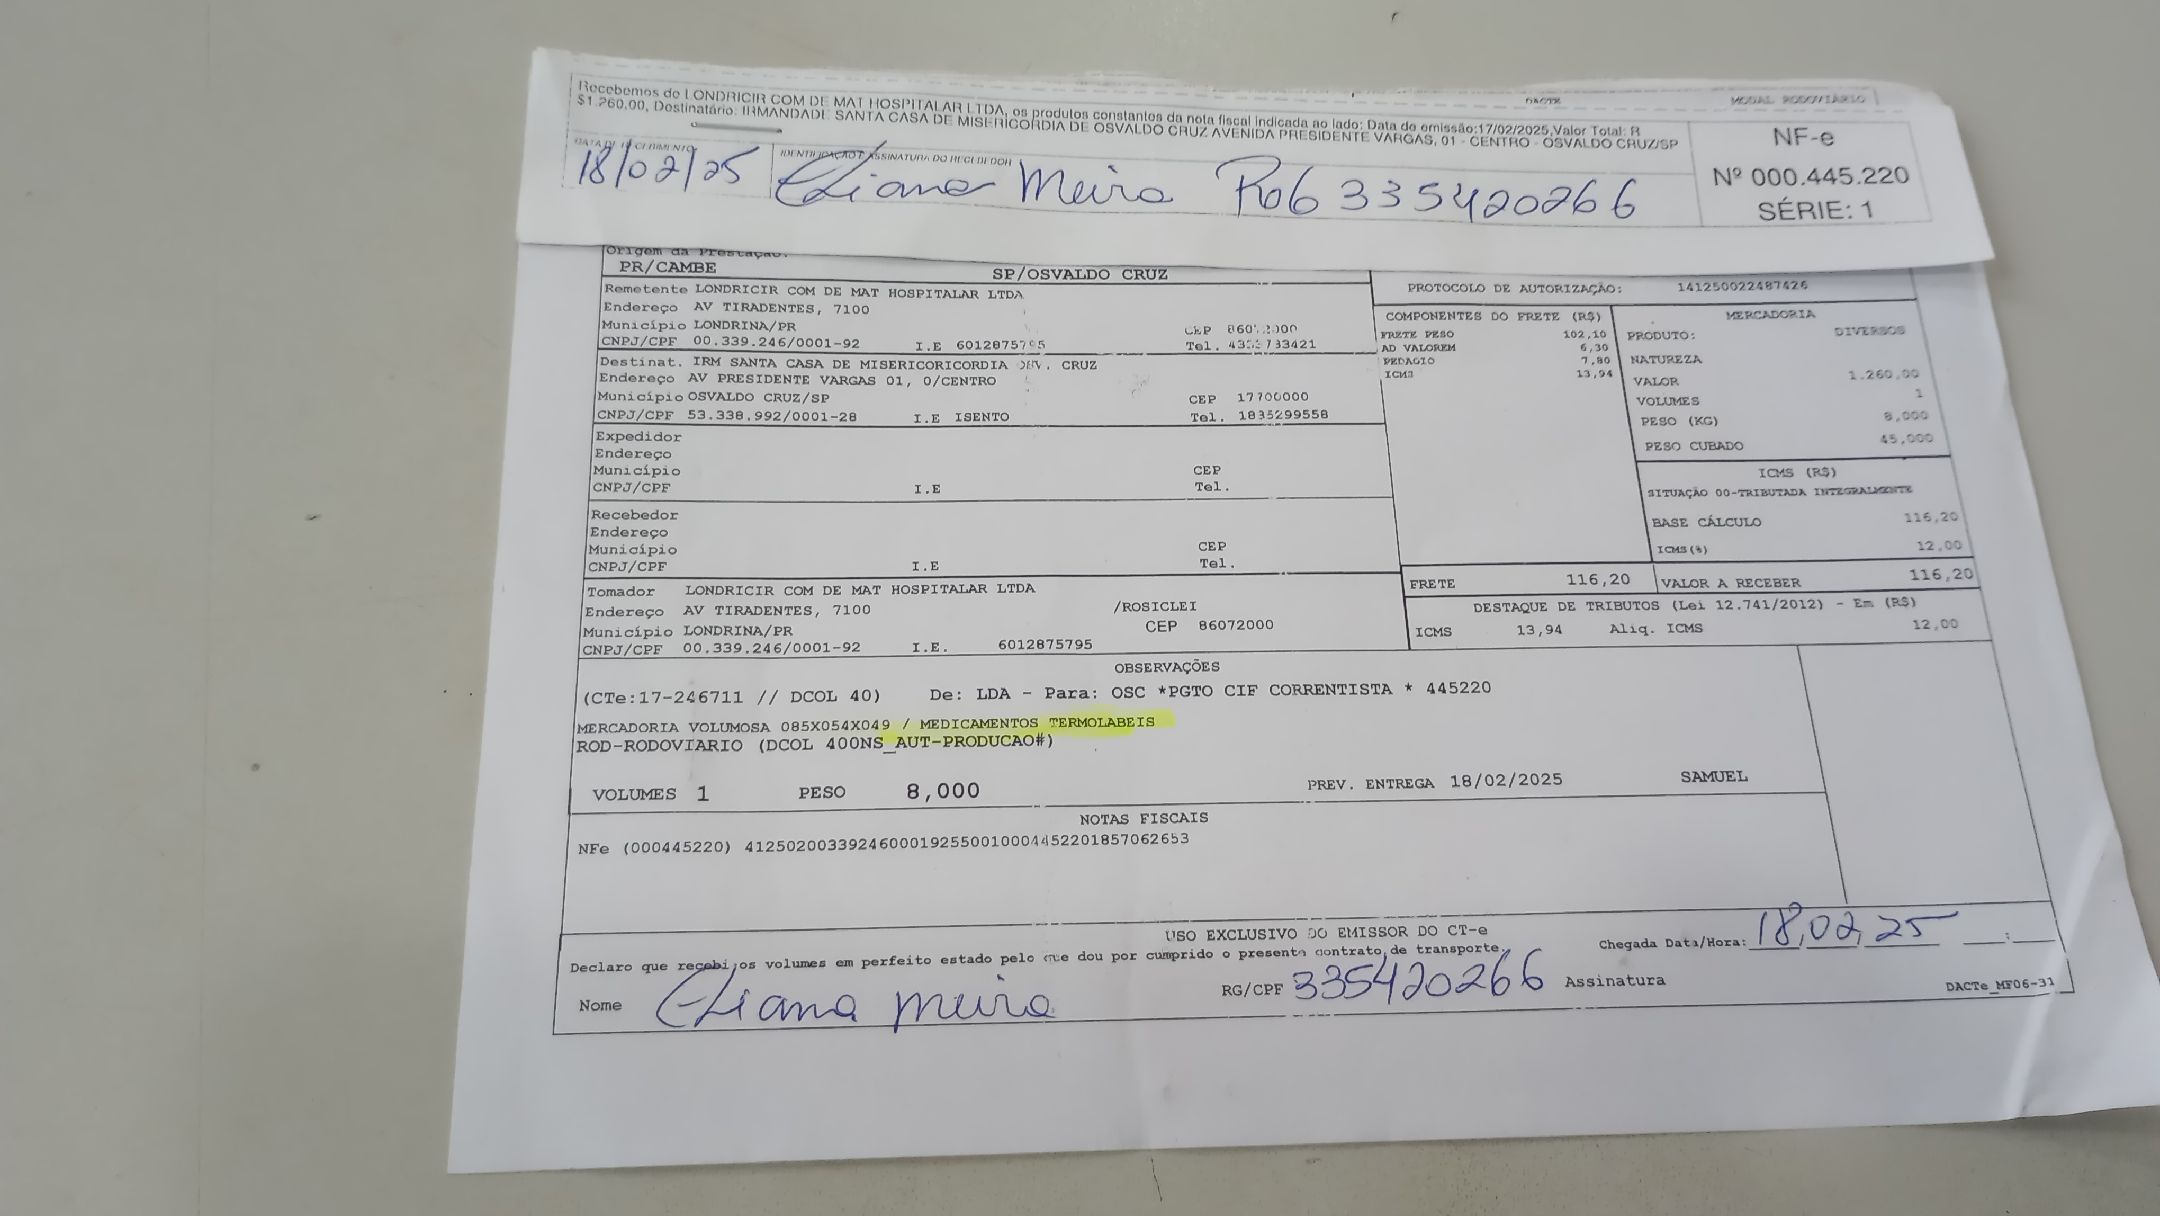 DACTE MODAL RODOVIÁRIO
Recebemos de LONDRICIR COM DE MAT HOSPITALAR LTDA, os produtos constantes da nota fiscal indicada ao lado; Data de emissão:17/02/2025,Valor Total: R
$1.260,00, Destinatário: IRMANDADE SANTA CASA DE MISERICORDIA DE OSVALDO CRUZ AVENIDA PRESIDENTE VARGAS, 01 - CENTRO - OSVALDO CRUZ/SP
DATA DE RECEBIMENTO IDENTIFICAÇÃO E ASSINATURA DO RECEBEDOR
18/02/25 Eliana Meira 335420266
NF-e
Nº 000.445.220
SÉRIE: 1
Origem da Prestação:
PR/CAMBE SP/OSVALDO CRUZ
Remetente LONDRICIR COM DE MAT HOSPITALAR LTDA
Endereço AV TIRADENTES, 7100
Município LONDRINA/PR CEP
CNPJ/CPF 00.339.246/0001-92 I.E 6012875795 Tel.
Destinat. IRM SANTA CASA DE MISERICORICORDIA CRUZ
Endereço AV PRESIDENTE VARGAS 01, 0/CENTRO
Município OSVALDO CRUZ/SP CEP 17700000
CNPJ/CPF 53.338.992/0001-28 I.E ISENTO Tel. 1835299558
Expedidor
Endereço
Município CEP
CNPJ/CPF I.E Tel.
Recebedor
Endereço
Município CEP
CNPJ/CPF I.E Tel.
Tomador LONDRICIR COM DE MAT HOSPITALAR LTDA
Endereço AV TIRADENTES, 7100 /ROSICLEI
Município LONDRINA/PR CEP 86072000
CNPJ/CPF 00.339.246/0001-92 I.E. 6012875795
PROTOCOLO DE AUTORIZAÇÃO: 141250022487426
COMPONENTES DO FRETE (R$)
FRETE PESO 102,10
AD VALOREM 6,30
PEDAGIO 7,80
ICMS 13,94
MERCADORIA
PRODUTO: DIVERSOS
NATUREZA
VALOR 1.260,00
VOLUMES 1
PESO (KG) 8,000
PESO CUBADO 45,000
ICMS (R$)
SITUAÇÃO 00-TRIBUTADA INTEGRALMENTE
BASE CÁLCULO 116,20
ICMS(%) 12,00
FRETE 116,20 VALOR A RECEBER 116,20
DESTAQUE DE TRIBUTOS (Lei 12.741/2012) - Em (R$)
ICMS 13,94 Aliq. ICMS 12,00
OBSERVAÇÕES
(CTe:17-246711 // DCOL 40) De: LDA - Para: OSC *PGTO CIF CORRENTISTA * 445220
MERCADORIA VOLUMOSA 085X054X049 / MEDICAMENTOS TERMOLABEIS
ROD-RODOVIARIO (DCOL 400NS_AUT-PRODUCAO#)
VOLUMES 1 PESO 8,000 PREV. ENTREGA 18/02/2025 SAMUEL
NOTAS FISCAIS
NFe (000445220) 41250200339246000192550010004452201857062653
USO EXCLUSIVO DO EMISSOR DO CT-e
Declaro que recebi os volumes em perfeito estado pelo que dou por cumprido o presente contrato de transporte. Chegada Data/Hora: 18,02,25 __:__
Nome Eliana Meira RG/CPF 335420266 Assinatura
DACTe_MF06-31